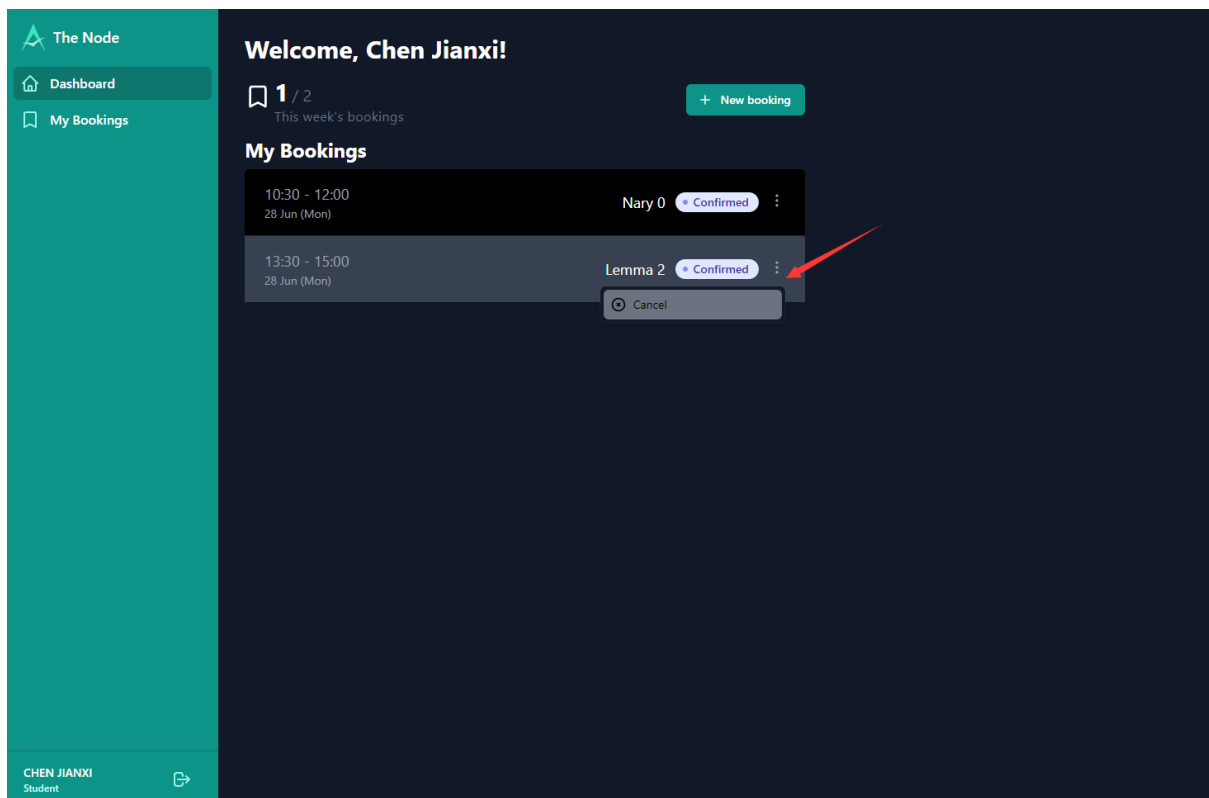 The Node
Dashboard
My Bookings
CHEN JIANXI
Student
Welcome, Chen Jianxi!
1 / 2
This week's bookings
+ New booking
My Bookings
10:30 - 12:00
28 Jun (Mon)
Nary 0
Confirmed
13:30 - 15:00
28 Jun (Mon)
Lemma 2
Confirmed
Cancel